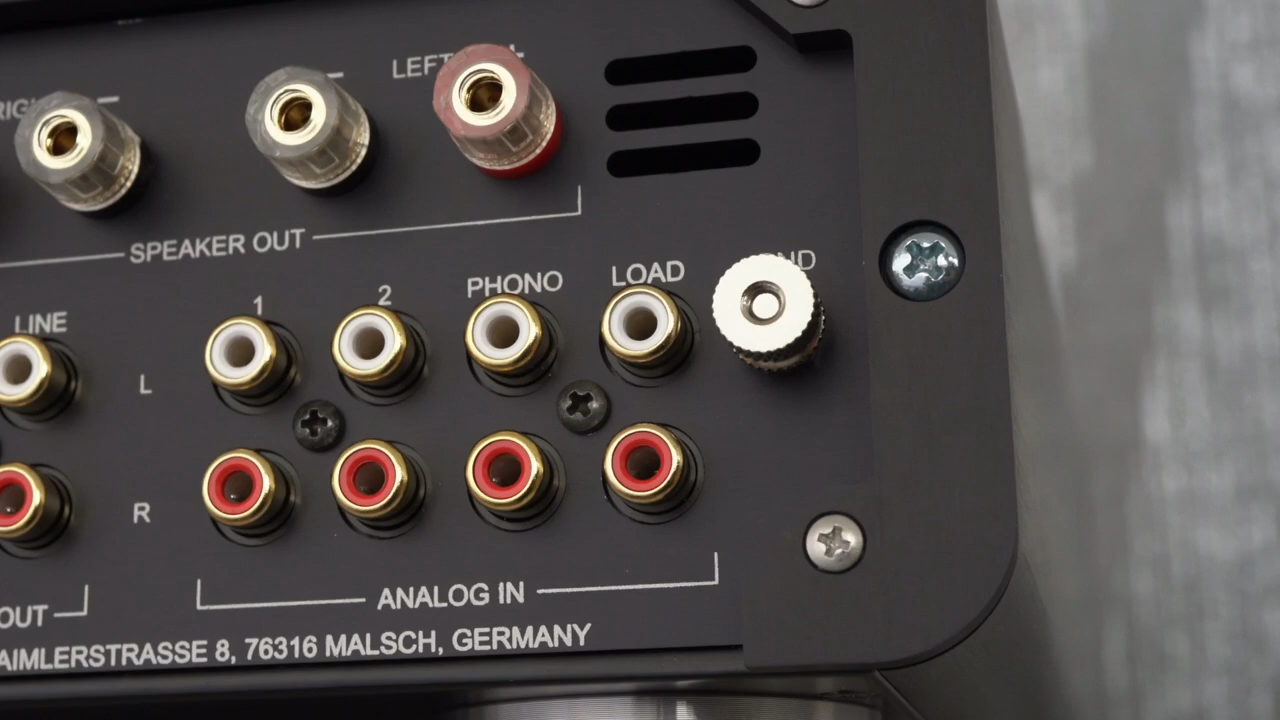 LEFT
SPEAKER OUT
LINE
1
2
PHONO
LOAD
L
R
OUT
ANALOG IN
AIMLERSTRASSE 8, 76316 MALSCH, GERMANY